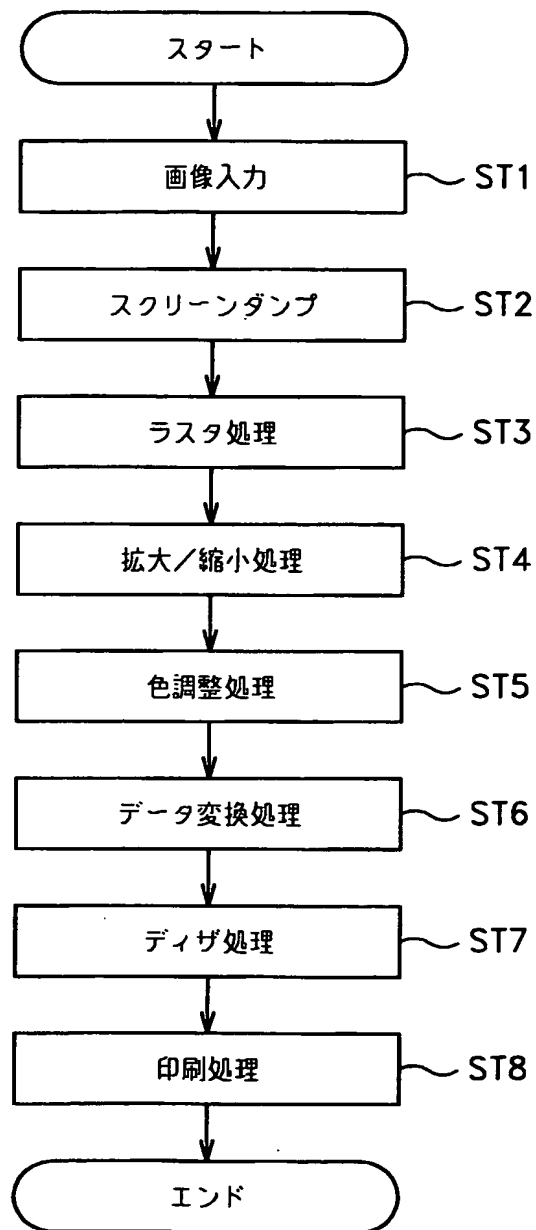 スタート
画像入力 ST1
スクリーンダンプ ST2
ラスタ処理 ST3
拡大／縮小処理 ST4
色調整処理 ST5
データ変換処理 ST6
ディザ処理 ST7
印刷処理 ST8
エンド